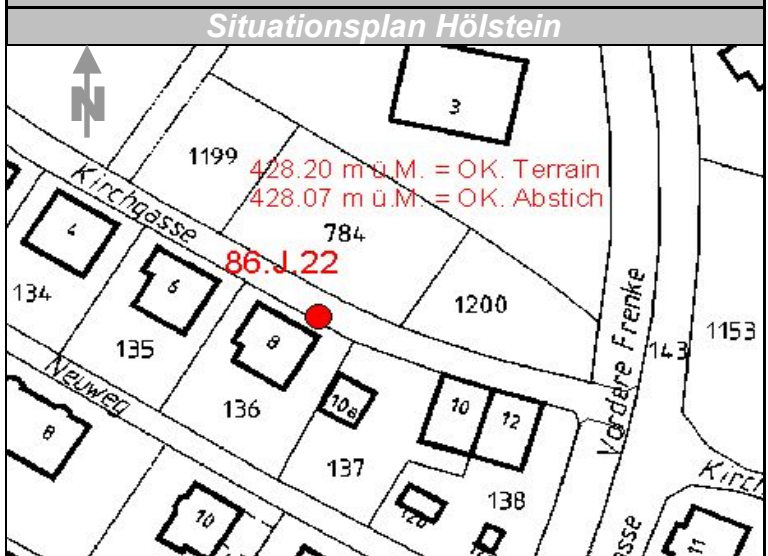 Situationsplan Hölstein
N
3
1199
428.20 m ü.M. = OK. Terrain
428.07 m ü.M. = OK. Abstich
Kirchgasse
784
4
86.J.22
6
134
1200
Vordere Frenke
1153
143
8
135
Neuweg
10a
136
10
12
8
137
Kirch
138
10
11